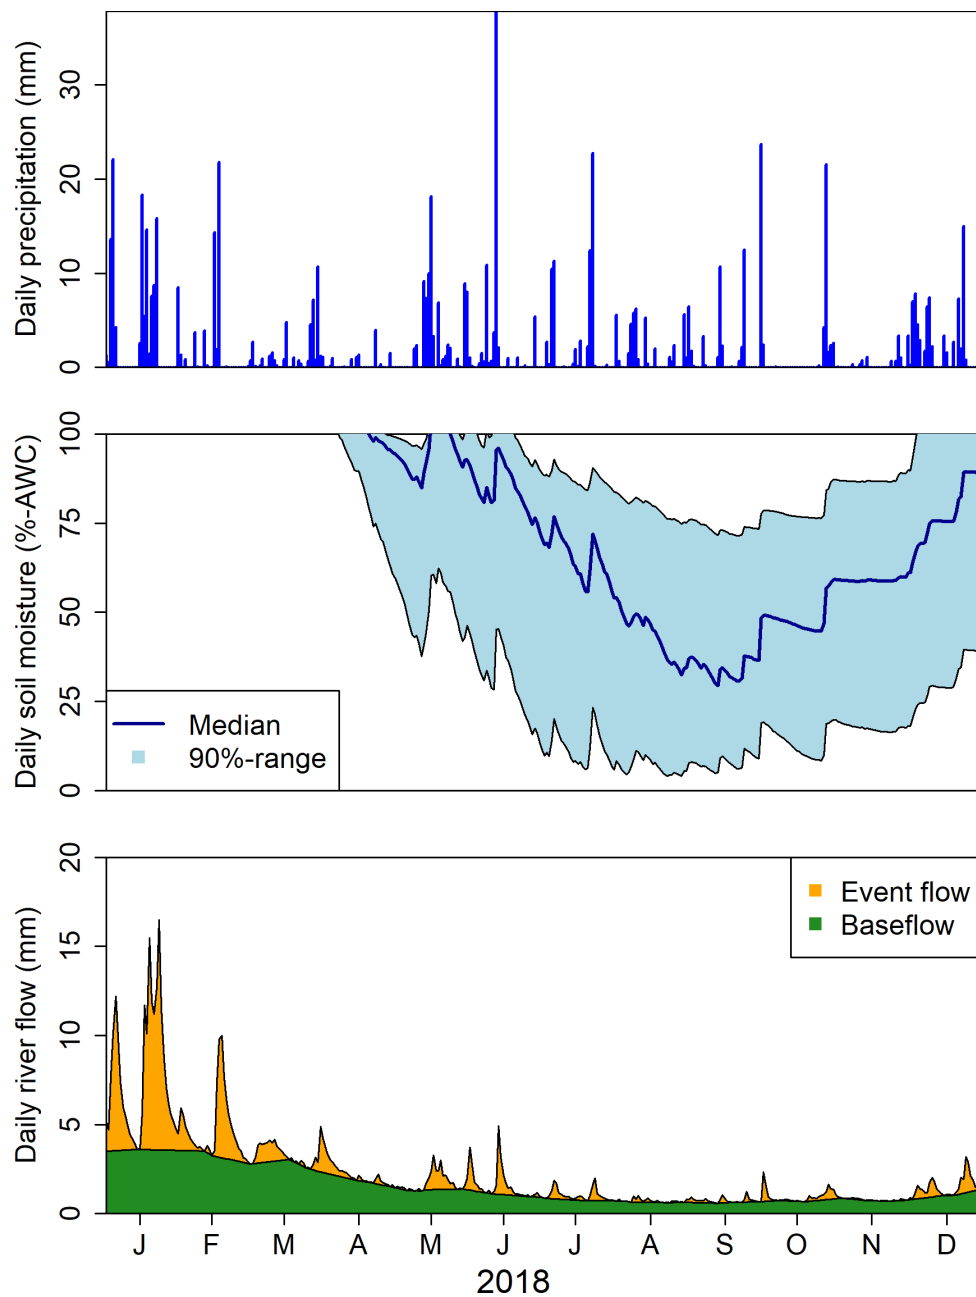 Daily precipitation (mm)
30
20
10
0
Daily soil moisture (%-AWC)
100
75
50
25
0
Median
90%-range
Daily river flow (mm)
20
15
10
5
0
Event flow
Baseflow
J F M A M J J A S O N D
2018